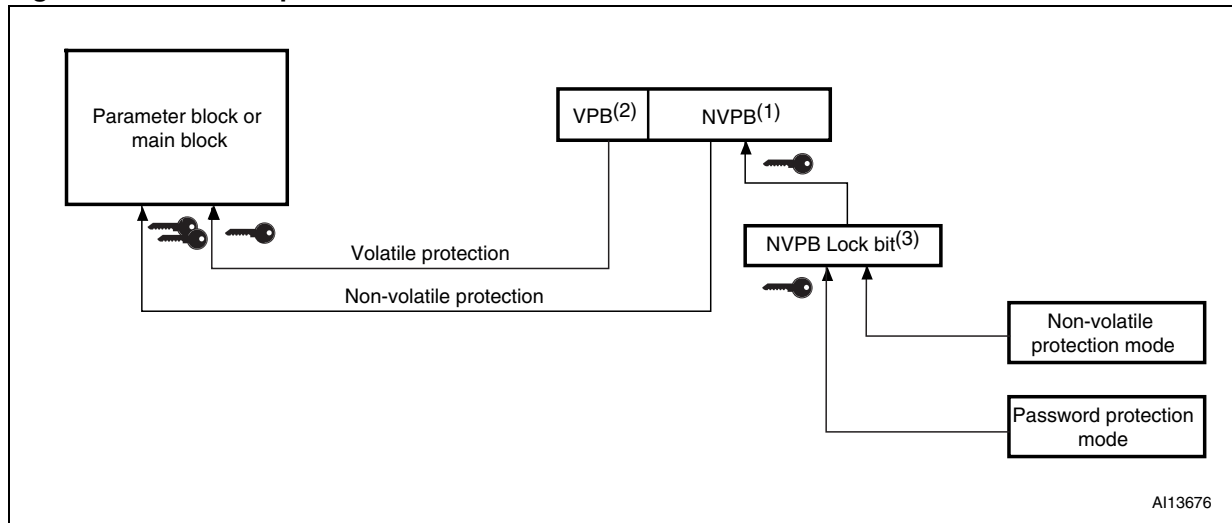 Parameter block or
main block
VPB(2)
NVPB(1)
NVPB Lock bit(3)
Volatile protection
Non-volatile protection
Non-volatile
protection mode
Password protection
mode
AI13676